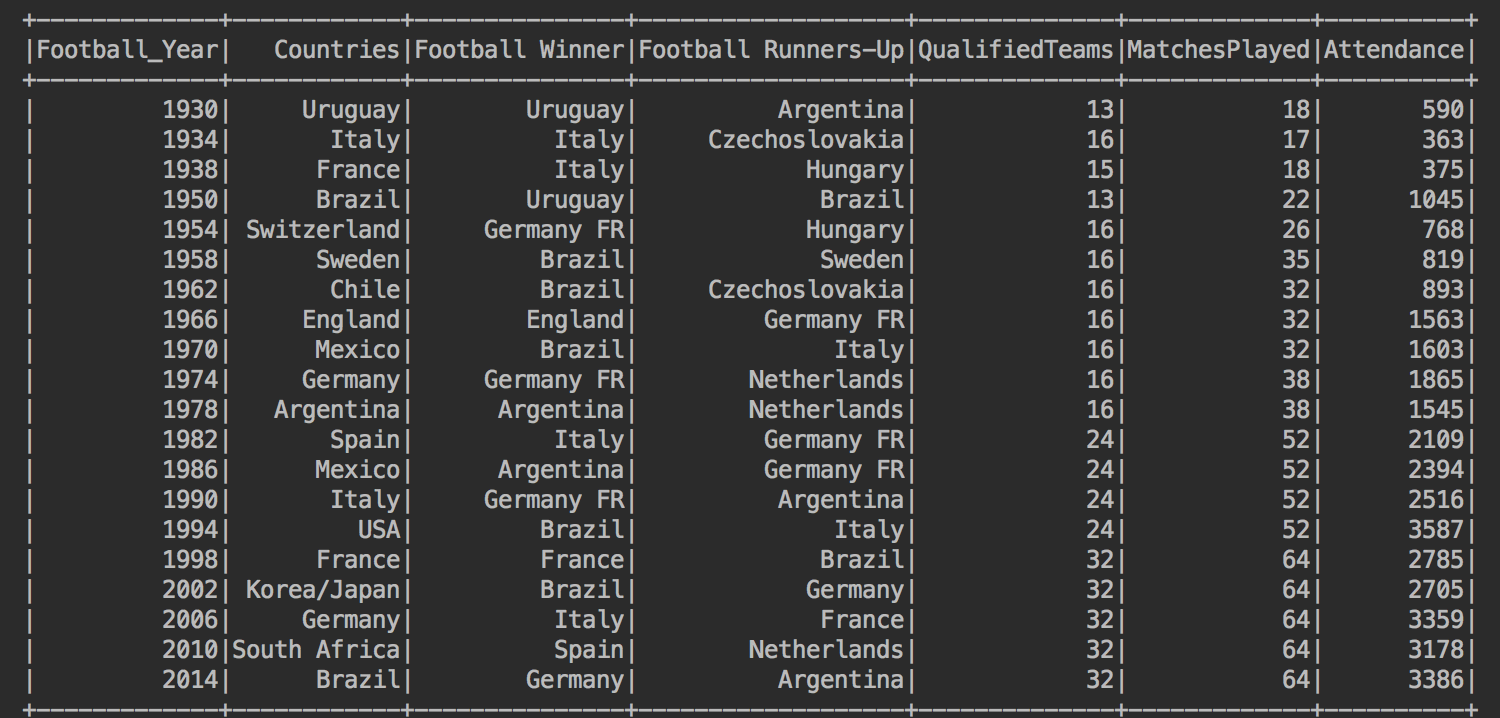 +-------------+------------+---------------+-------------------+--------------+-------------+----------+
|Football_Year|   Countries|Football Winner|Football Runners-Up|QualifiedTeams|MatchesPlayed|Attendance|
+-------------+------------+---------------+-------------------+--------------+-------------+----------+
|         1930|     Uruguay|        Uruguay|          Argentina|            13|           18|       590|
|         1934|       Italy|          Italy|     Czechoslovakia|            16|           17|       363|
|         1938|      France|          Italy|            Hungary|            15|           18|       375|
|         1950|      Brazil|        Uruguay|             Brazil|            13|           22|      1045|
|         1954| Switzerland|     Germany FR|            Hungary|            16|           26|       768|
|         1958|      Sweden|         Brazil|             Sweden|            16|           35|       819|
|         1962|       Chile|         Brazil|     Czechoslovakia|            16|           32|       893|
|         1966|     England|        England|         Germany FR|            16|           32|      1563|
|         1970|      Mexico|         Brazil|              Italy|            16|           32|      1603|
|         1974|     Germany|     Germany FR|        Netherlands|            16|           38|      1865|
|         1978|   Argentina|      Argentina|        Netherlands|            16|           38|      1545|
|         1982|       Spain|          Italy|         Germany FR|            24|           52|      2109|
|         1986|      Mexico|      Argentina|         Germany FR|            24|           52|      2394|
|         1990|       Italy|     Germany FR|          Argentina|            24|           52|      2516|
|         1994|         USA|         Brazil|              Italy|            24|           52|      3587|
|         1998|      France|         France|             Brazil|            32|           64|      2785|
|         2002| Korea/Japan|         Brazil|            Germany|            32|           64|      2705|
|         2006|     Germany|          Italy|             France|            32|           64|      3359|
|         2010|South Africa|          Spain|        Netherlands|            32|           64|      3178|
|         2014|      Brazil|        Germany|          Argentina|            32|           64|      3386|
+-------------+------------+---------------+-------------------+--------------+-------------+----------+